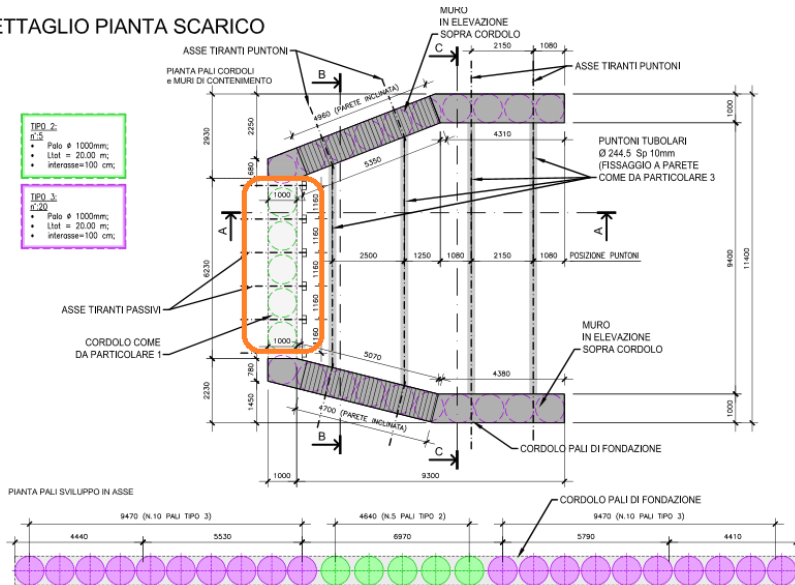 ETTAGLIO PIANTA SCARICO
MURO
IN ELEVAZIONE
SOPRA CORDOLO
ASSE TIRANTI PUNTONI
PIANTA PALI CORDOLI
e MURI DI CONTENIMENTO
B
C
2150
1080
ASSE TIRANTI PUNTONI
4960 (PARETE INCLINATA)
TIPO 2:
n°:5
• Palo ø 1000mm;
• Ltot = 20.00 m;
• interasse=100 cm;
TIPO 3:
n°:20
• Palo ø 1000mm;
• Ltot = 20.00 m;
• interasse=100 cm;
2930
2250
680
5350
4310
1000
PUNTONI TUBOLARI
Ø 244.5 Sp 10mm
(FISSAGGIO A PARETE
COME DA PARTICOLARE 3
1000
1160
A
A
1160
1160
1160
1160
6230
2500
1250
1080
2150
1080
POSIZIONE PUNTONI
9400
11400
ASSE TIRANTI PASSIVI
CORDOLO COME
DA PARTICOLARE 1
1000
MURO
IN ELEVAZIONE
SOPRA CORDOLO
5070
4380
780
2230
1450
4700 (PARETE INCLINATA)
1000
B
C
CORDOLO PALI DI FONDAZIONE
1000
9300
PIANTA PALI SVILUPPO IN ASSE
CORDOLO PALI DI FONDAZIONE
9470 (N.10 PALI TIPO 3)
4640 (N.5 PALI TIPO 2)
9470 (N.10 PALI TIPO 3)
4440
5530
6970
5790
4410